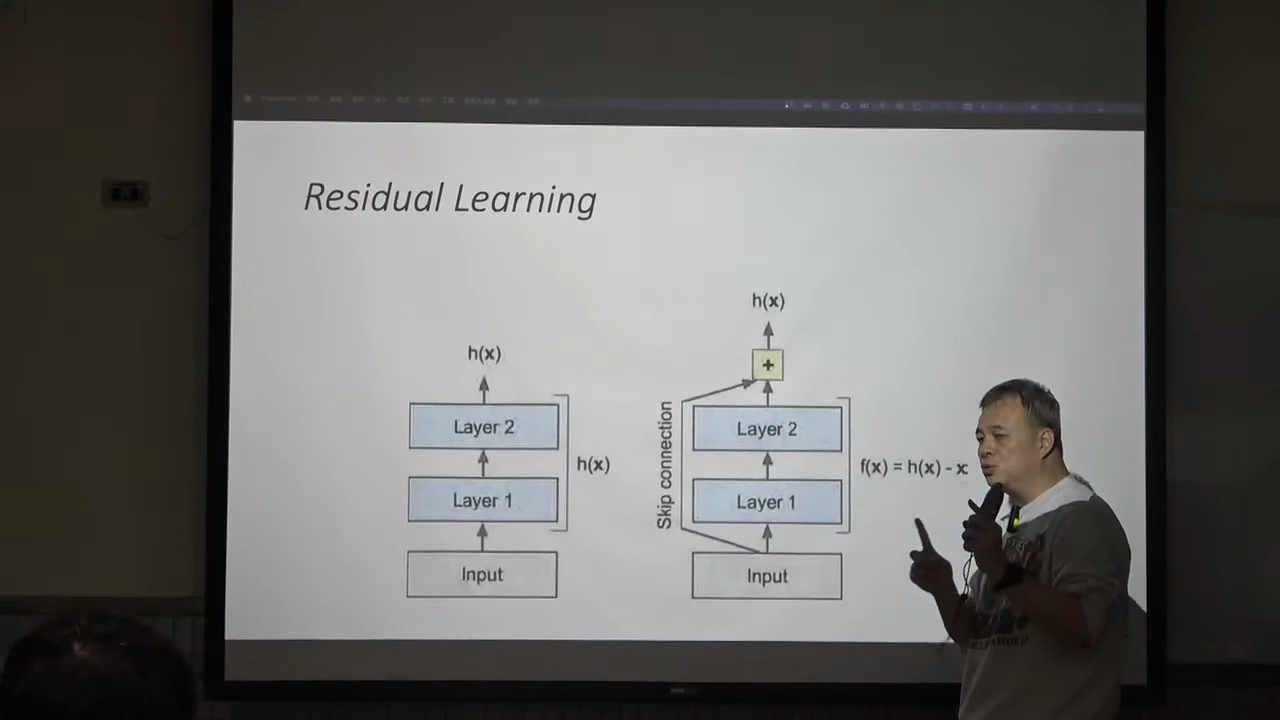 Residual Learning
h(x)
Layer 2
Layer 1
Input
h(x)
h(x)
+
Layer 2
Layer 1
Input
Skip connection
f(x) = h(x) - x